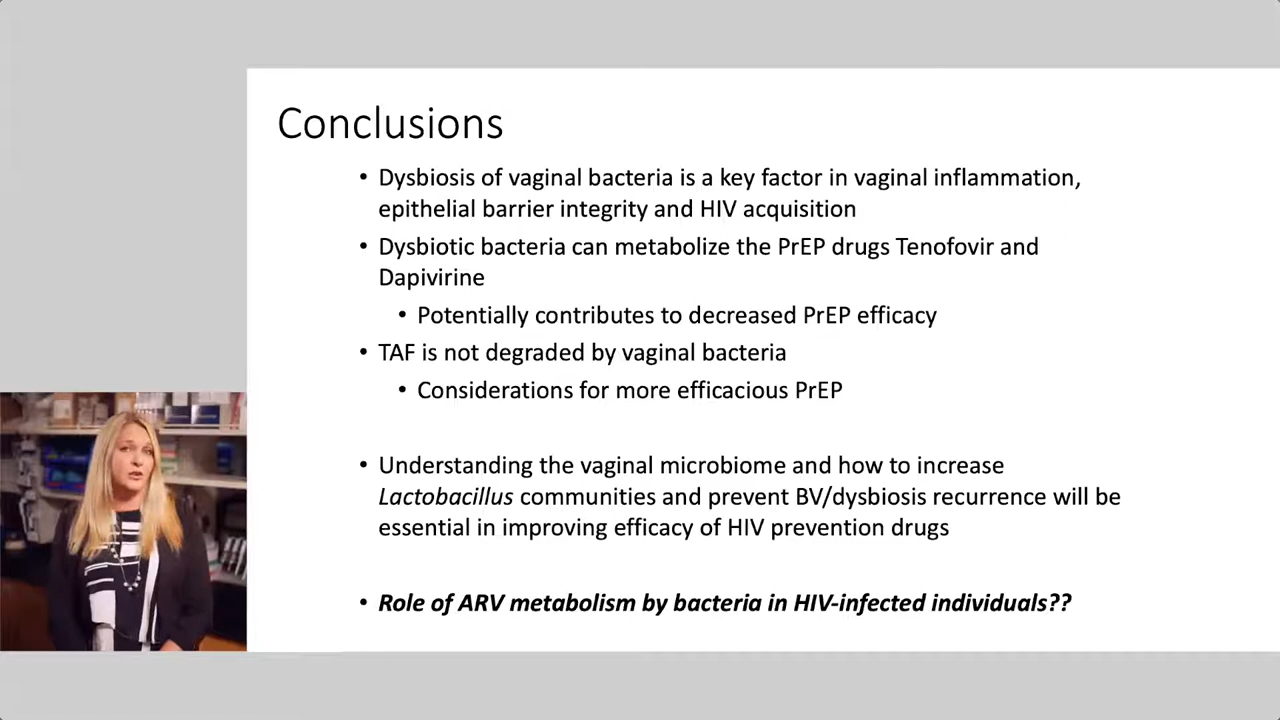 Conclusions
• Dysbiosis of vaginal bacteria is a key factor in vaginal inflammation,
epithelial barrier integrity and HIV acquisition
• Dysbiotic bacteria can metabolize the PrEP drugs Tenofovir and
Dapivirine
• Potentially contributes to decreased PrEP efficacy
• TAF is not degraded by vaginal bacteria
• Considerations for more efficacious PrEP
• Understanding the vaginal microbiome and how to increase
Lactobacillus communities and prevent BV/dysbiosis recurrence will be
essential in improving efficacy of HIV prevention drugs
• Role of ARV metabolism by bacteria in HIV-infected individuals??